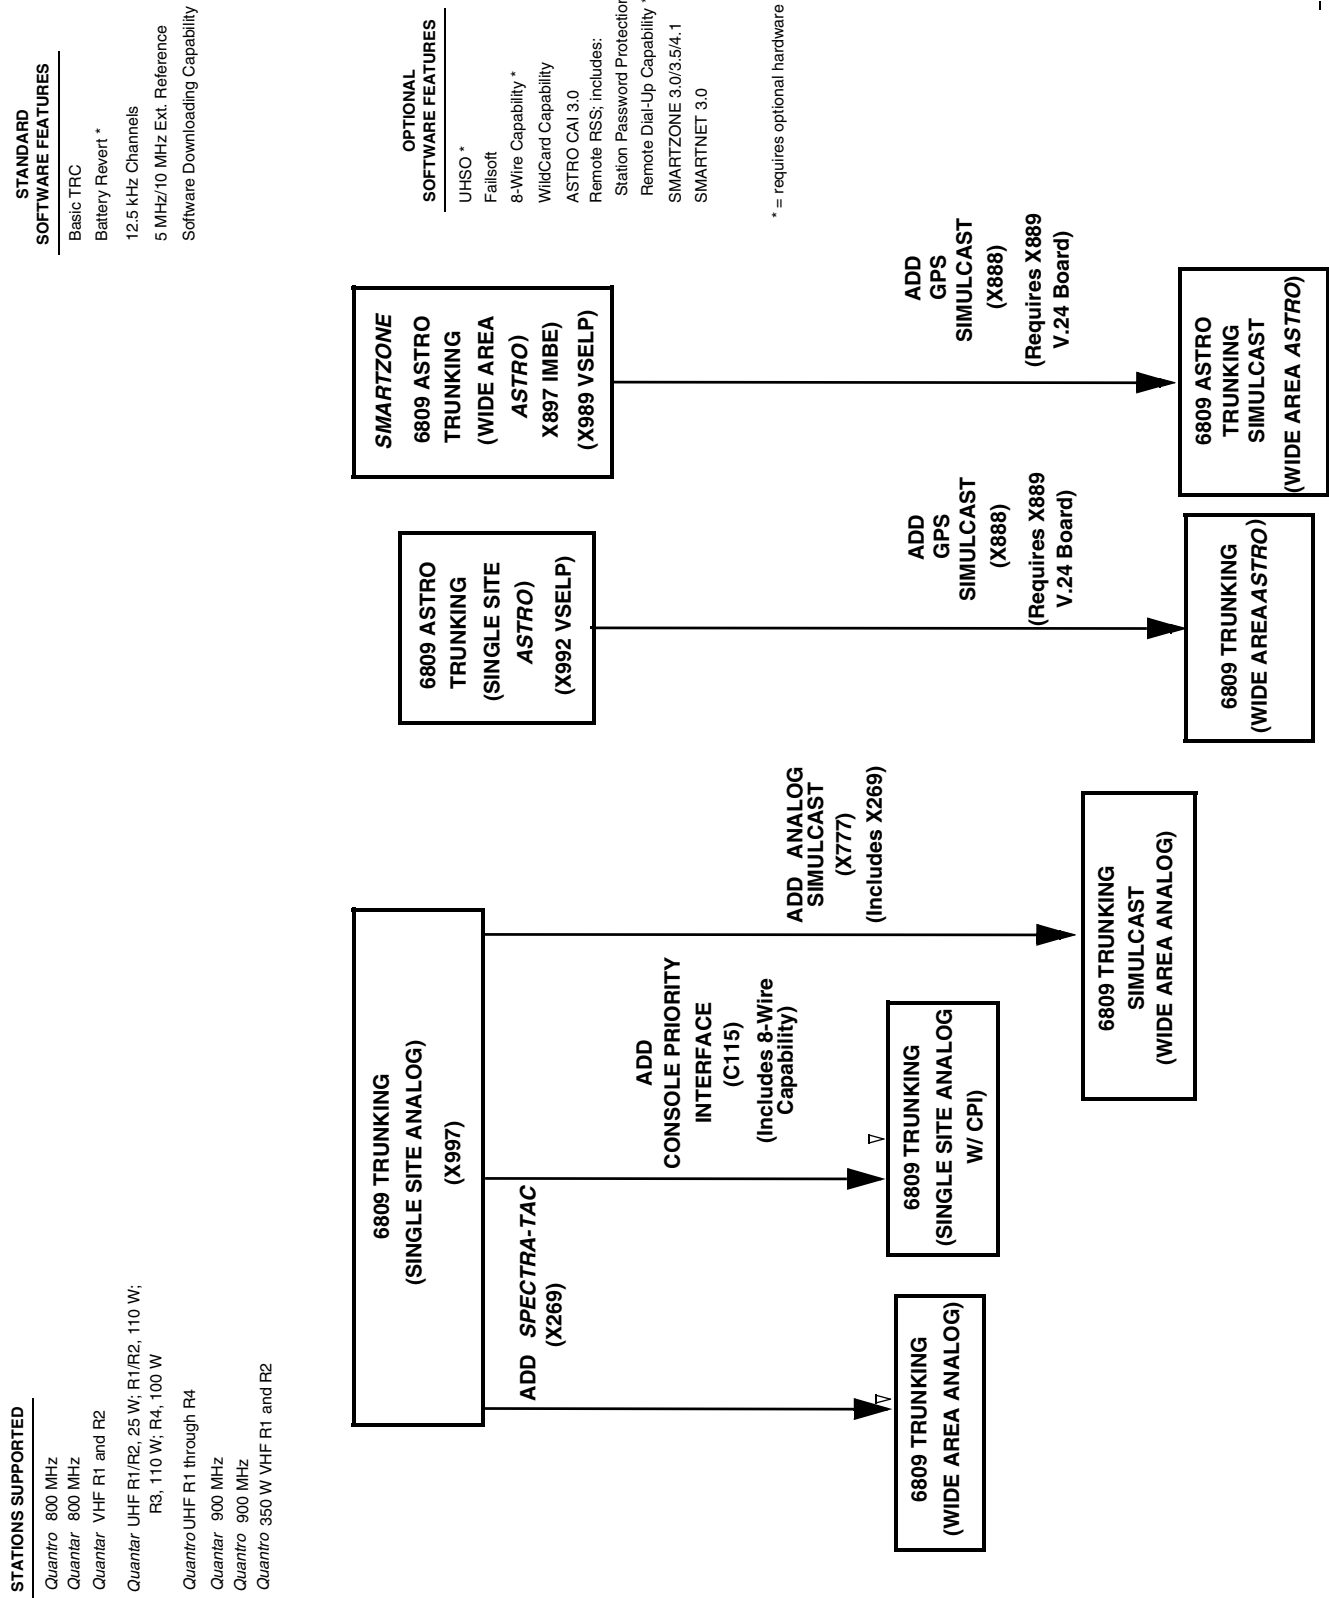 STATIONS SUPPORTED
Quantro 800 MHz
Quantar 800 MHz
Quantar VHF R1 and R2
Quantar UHF R1/R2, 25 W; R1/R2, 110 W;
R3, 110 W; R4, 100 W
Quantro UHF R1 through R4
Quantar 900 MHz
Quantro 900 MHz
Quantro 350 W VHF R1 and R2
STANDARD
SOFTWARE FEATURES
Basic TRC
Battery Revert *
12.5 kHz Channels
5 MHz/10 MHz Ext. Reference
Software Downloading Capability
OPTIONAL
SOFTWARE FEATURES
UHSO *
Failsoft
8-Wire Capability *
WildCard Capability
ASTRO CAI 3.0
Remote RSS; includes:
Station Password Protection
Remote Dial-Up Capability *
SMARTZONE 3.0/3.5/4.1
SMARTNET 3.0
* = requires optional hardware
6809 TRUNKING
(SINGLE SITE ANALOG)
(X997)
ADD SPECTRA-TAC
(X269)
6809 TRUNKING
(WIDE AREA ANALOG)
ADD
CONSOLE PRIORITY
INTERFACE
(C115)
(Includes 8-Wire
Capability)
6809 TRUNKING
(SINGLE SITE ANALOG
W/ CPI)
ADD ANALOG
SIMULCAST
(X777)
(Includes X269)
6809 TRUNKING
SIMULCAST
(WIDE AREA ANALOG)
6809 ASTRO
TRUNKING
(SINGLE SITE
ASTRO)
(X992 VSELP)
ADD
GPS
SIMULCAST
(X888)
(Requires X889
V.24 Board)
6809 TRUNKING
(WIDE AREA ASTRO)
SMARTZONE
6809 ASTRO
TRUNKING
(WIDE AREA
ASTRO)
X897 IMBE)
(X989 VSELP)
ADD
GPS
SIMULCAST
(X888)
(Requires X889
V.24 Board)
6809 ASTRO
TRUNKING
SIMULCAST
(WIDE AREA ASTRO)